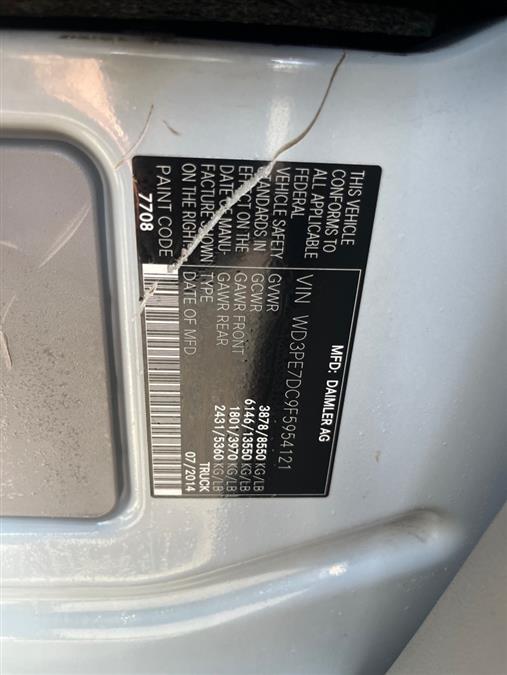 MFD: DAIMLER AG
VIN WD3PE7DC9F5954121
GVWR 3878/8550 KG/LB
GCWR 6146/13550 KG/LB
GAWR FRONT 1801/3970 KG/LB
GAWR REAR 2431/5360 KG/LB
TYPE TRUCK
DATE OF MFD 07/2014
THIS VEHICLE
CONFORMS TO
ALL APPLICABLE
FEDERAL
VEHICLE SAFETY
STANDARDS IN
EFFECT ON
DATE OF MANU-
FACTURE SHOWN
ON THE RIGHT
PAINT CODE
7708